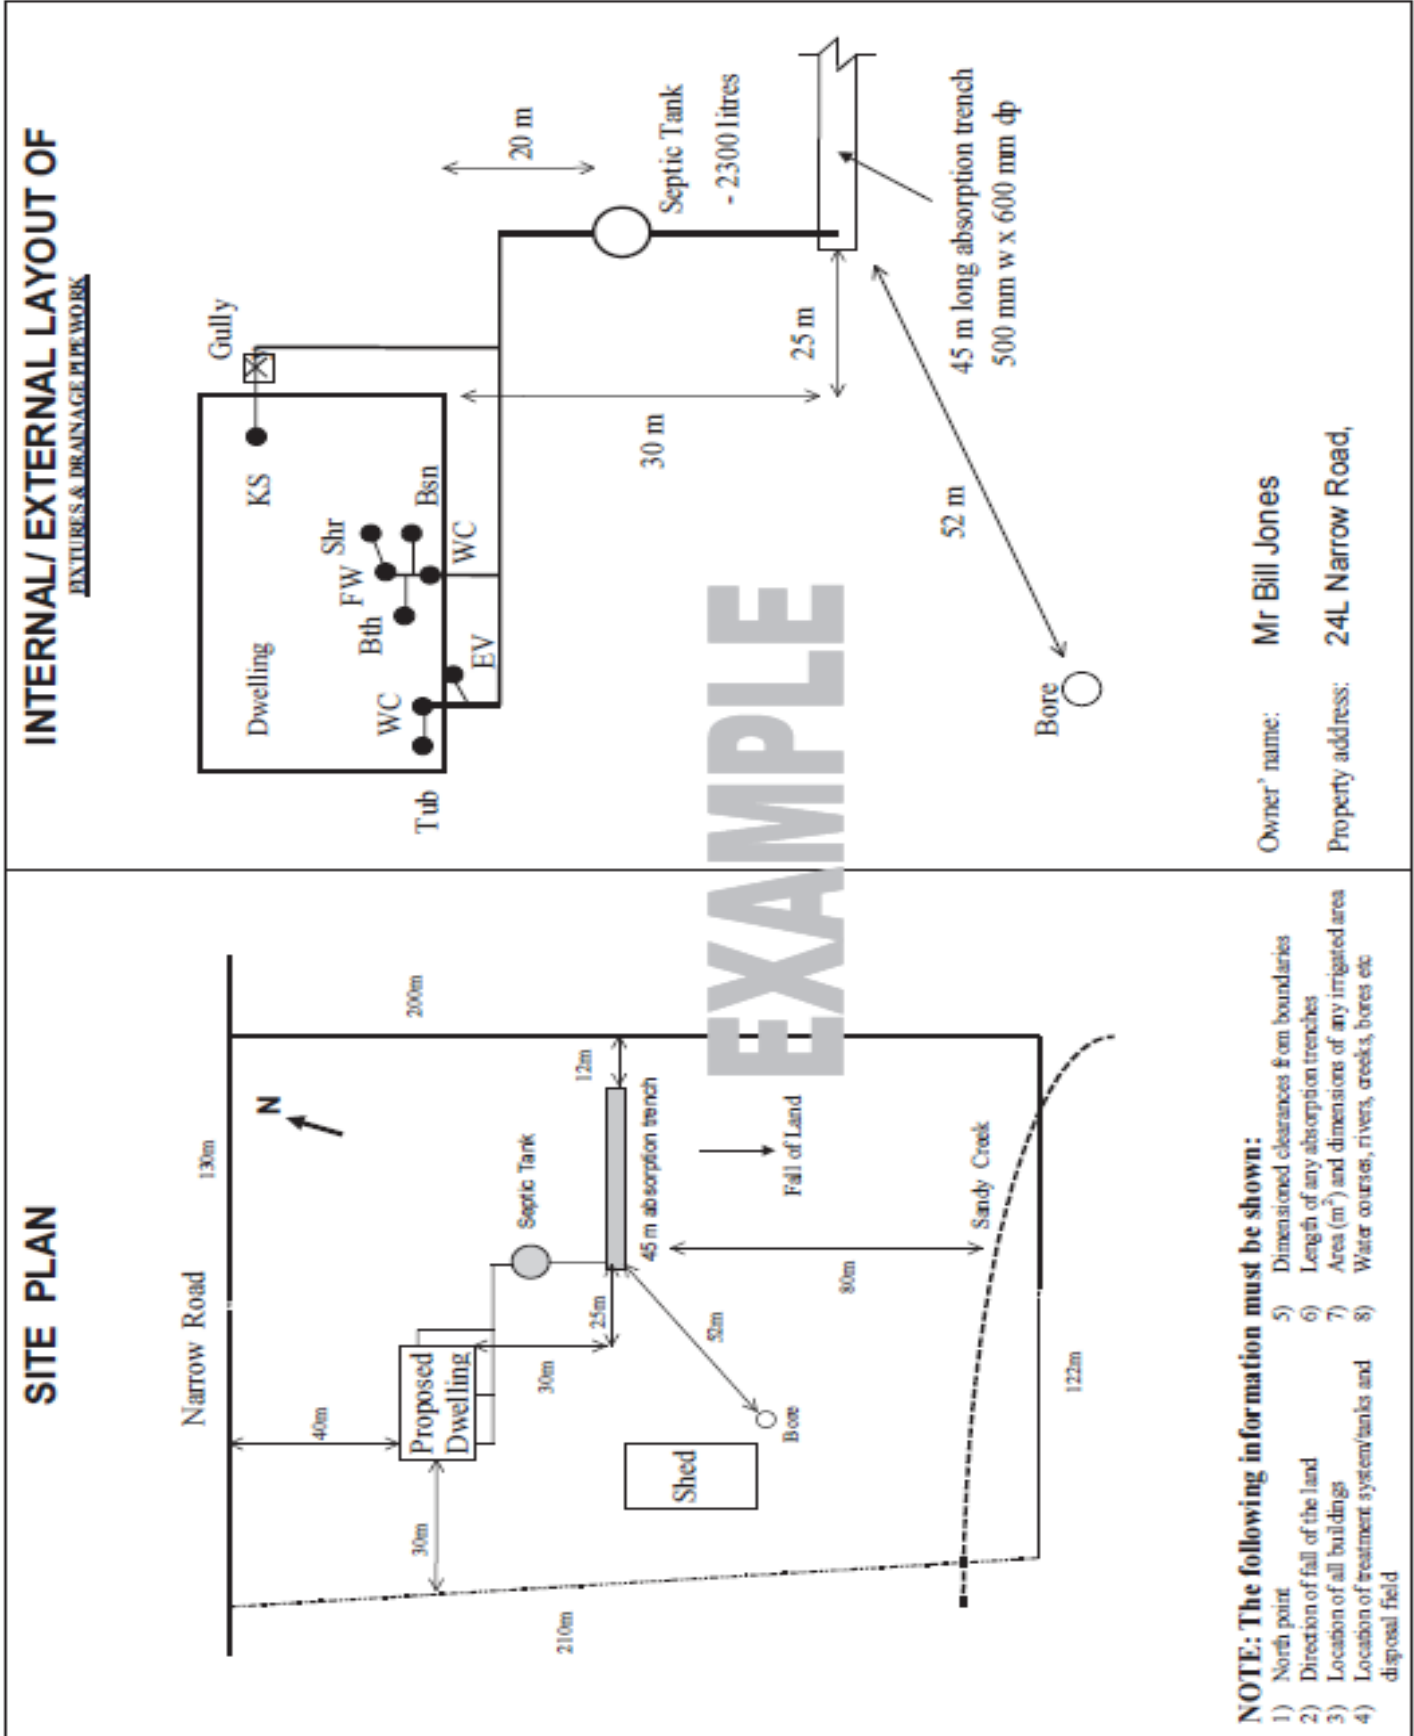 SITE PLAN
Narrow Road
130m
N
40m
30m
Proposed
Dwelling
200m
Septic Tank
12m
25m
30m
45 m absorption trench
210m
Shed
52m
Bore
Fall of Land
80m
Sandy Creek
122m
NOTE: The following information must be shown:
1) North point
2) Direction of fall of the land
3) Location of all buildings
4) Location of treatment system/tanks and
disposal field
5) Dimensioned clearances from boundaries
6) Length of any absorption trenches
7) Area (m²) and dimensions of any irrigated area
8) Water courses, rivers, creeks, bores etc
EXAMPLE
INTERNAL/ EXTERNAL LAYOUT OF
FIXTURES & DRAINAGE PIPEWORK
Gully
Dwelling
KS
Shr
FW
Bth
Bsn
WC
WC
EV
Tub
20 m
Septic Tank
- 2300 litres
30 m
25 m
45 m long absorption trench
500 mm w x 600 mm dp
52 m
Bore
Owner' name: Mr Bill Jones
Property address: 24L Narrow Road,